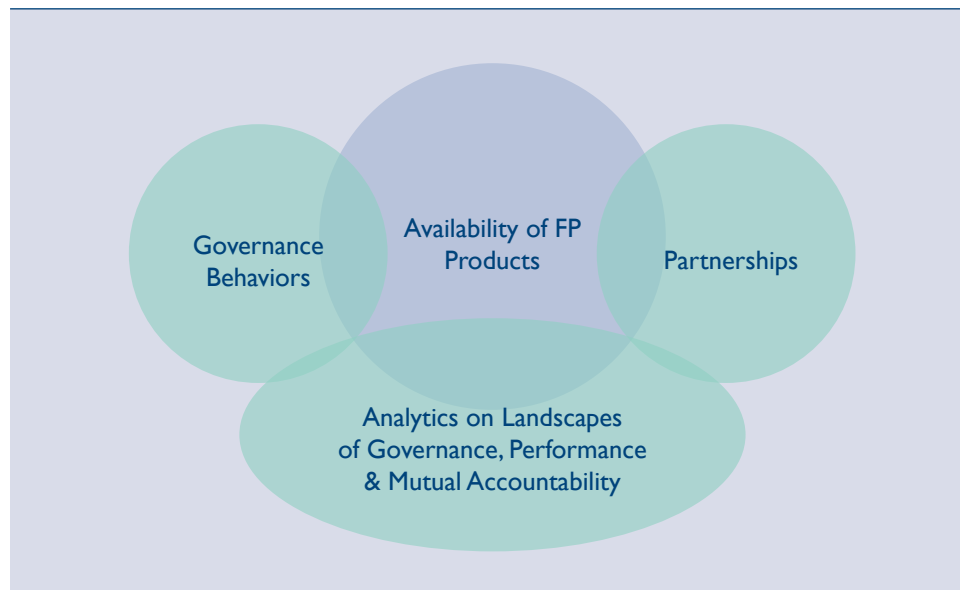 Availability of FP
Products
Governance
Behaviors
Partnerships
Analytics on Landscapes
of Governance, Performance
& Mutual Accountability